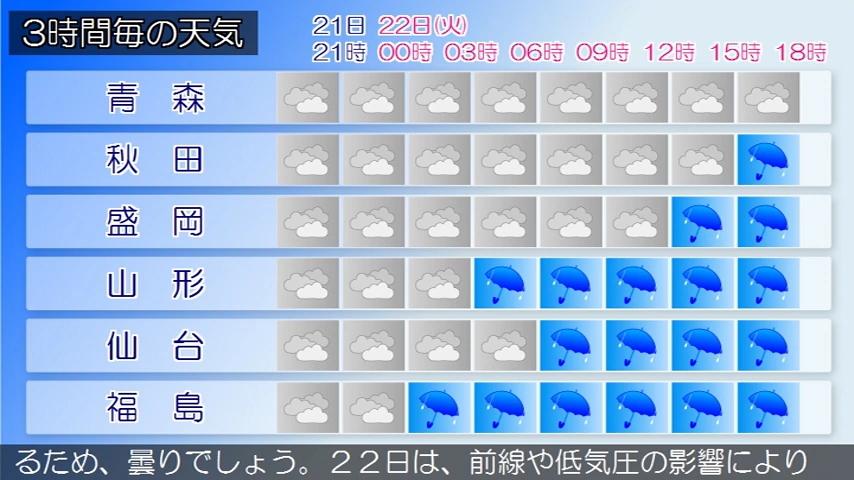 3時間毎の天気
21日 22日(火)
21時 00時 03時 06時 09時 12時 15時 18時
青森
秋田
盛岡
山形
仙台
福島
るため、曇りでしょう。２２日は、前線や低気圧の影響により